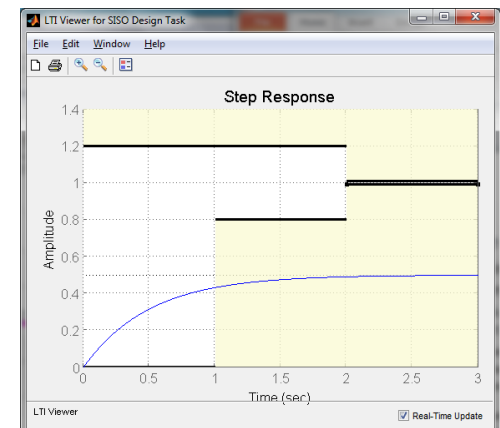 LTI Viewer for SISO Design Task
File Edit Window Help
Step Response
1.4
1.2
1
0.8
0.6
0.4
0.2
0
Amplitude
0 0.5 1 1.5 2 2.5 3
Time (sec)
LTI Viewer
Real-Time Update